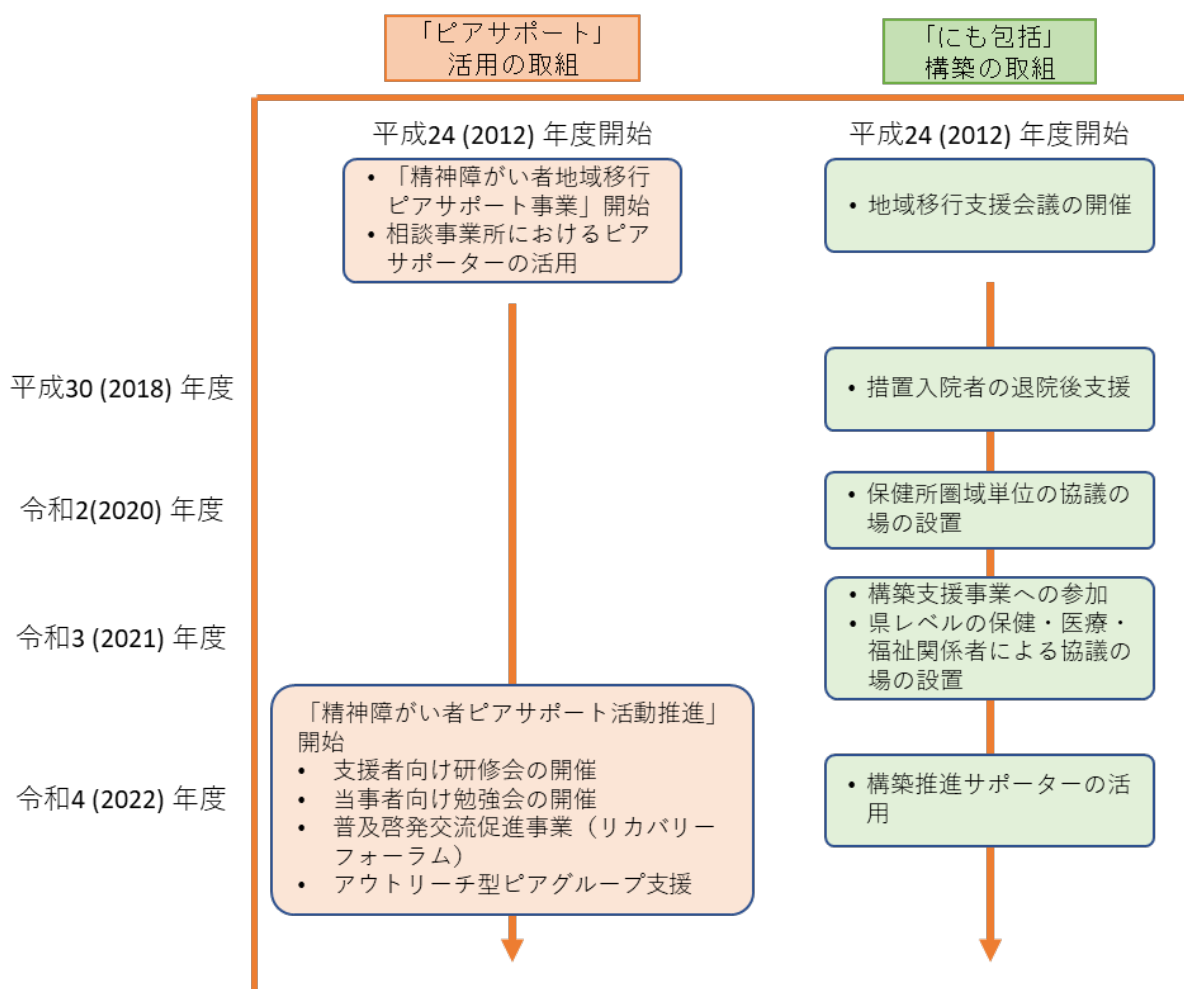 「ピアサポート」
活用の取組
「にも包括」
構築の取組
平成24 (2012) 年度開始
平成24 (2012) 年度開始
• 「精神障がい者地域移行
ピアサポート事業」開始
• 相談事業所におけるピア
サポーターの活用
• 地域移行支援会議の開催
平成30 (2018) 年度
• 措置入院者の退院後支援
令和2(2020) 年度
• 保健所圏域単位の協議の
場の設置
令和3 (2021) 年度
• 構築支援事業への参加
• 県レベルの保健・医療・
福祉関係者による協議の
場の設置
令和4 (2022) 年度
「精神障がい者ピアサポート活動推進」
開始
• 支援者向け研修会の開催
• 当事者向け勉強会の開催
• 普及啓発交流促進事業（リカバリー
フォーラム）
• アウトリーチ型ピアグループ支援
• 構築推進サポーターの活
用